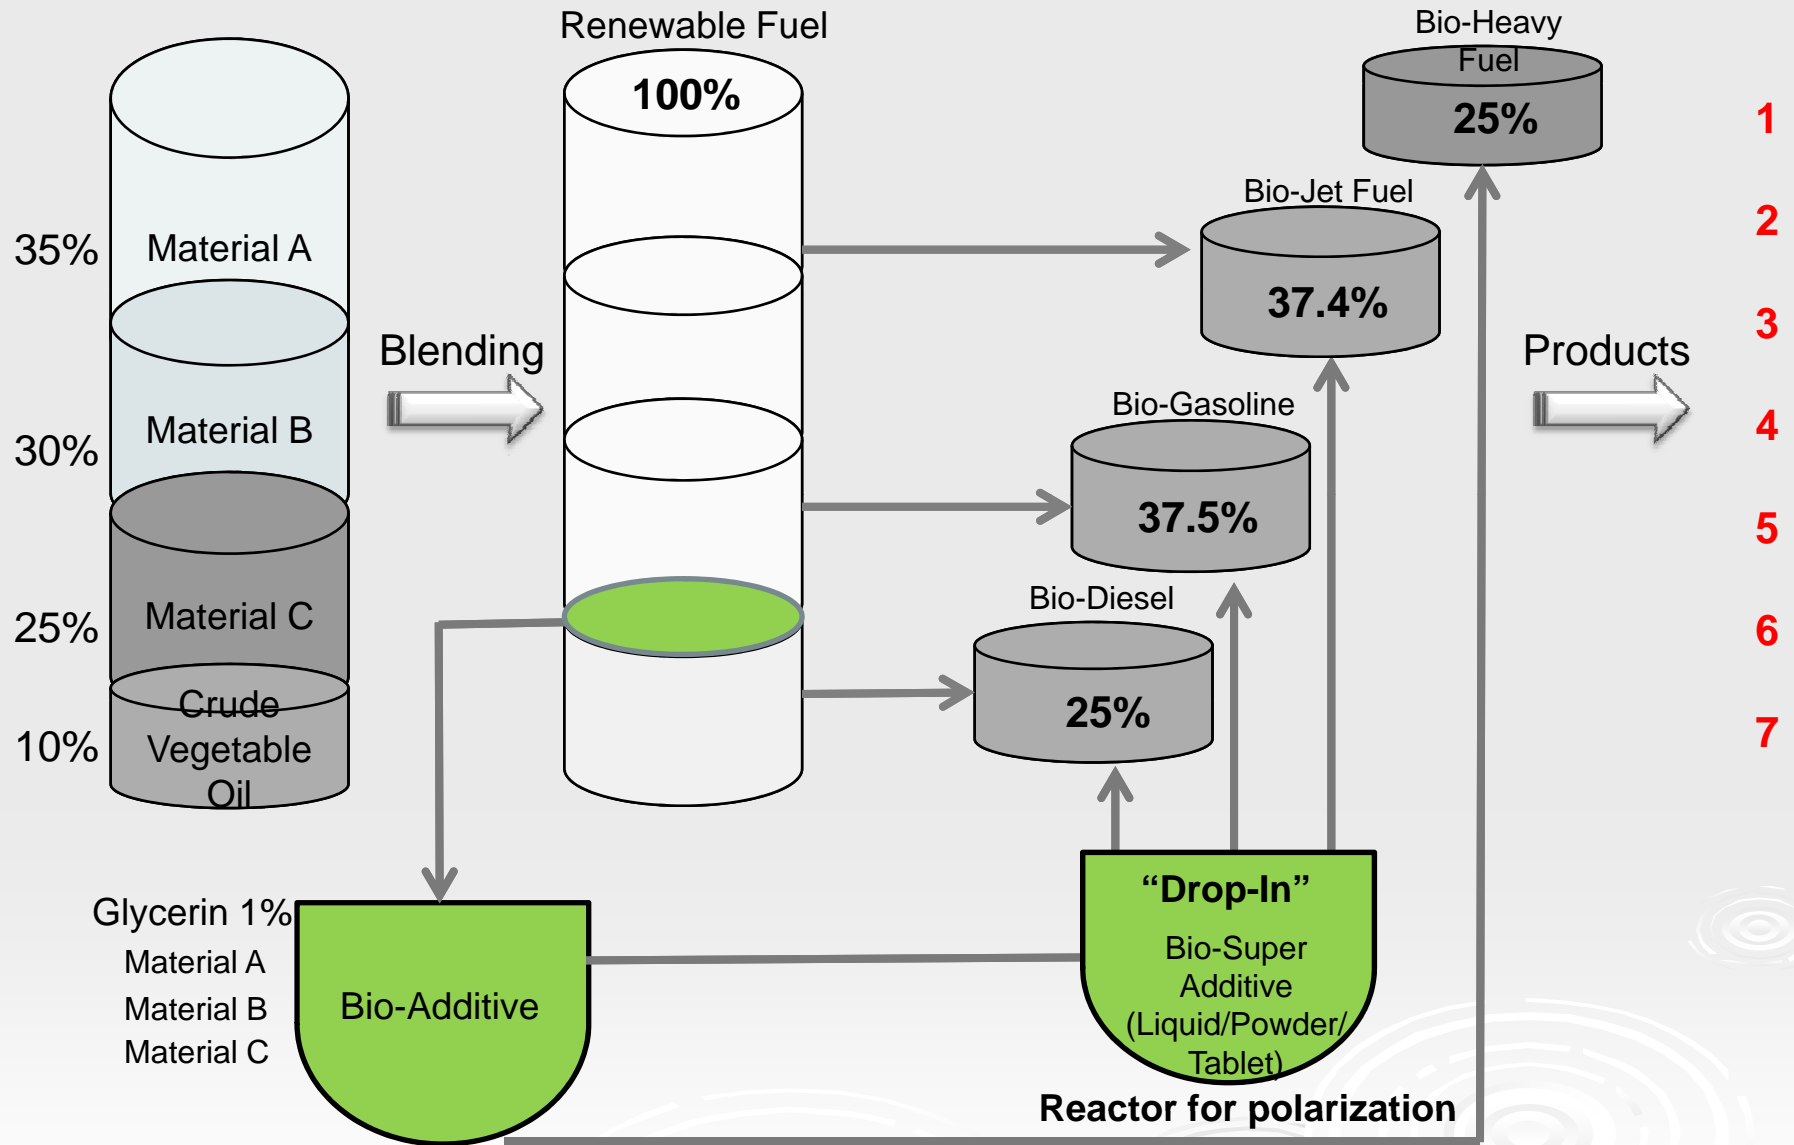 Renewable Fuel
Bio-Heavy
Fuel
100%
25%
1
Bio-Jet Fuel
2
35%
Material A
37.4%
3
Blending
Products
Bio-Gasoline
4
30%
Material B
37.5%
5
Bio-Diesel
25%
Material C
6
25%
Crude
Vegetable
Oil
10%
7
"Drop-In"
Bio-Super
Additive
(Liquid/Powder/
Tablet)
Glycerin 1%
Material A
Material B
Material C
Bio-Additive
Reactor for polarization